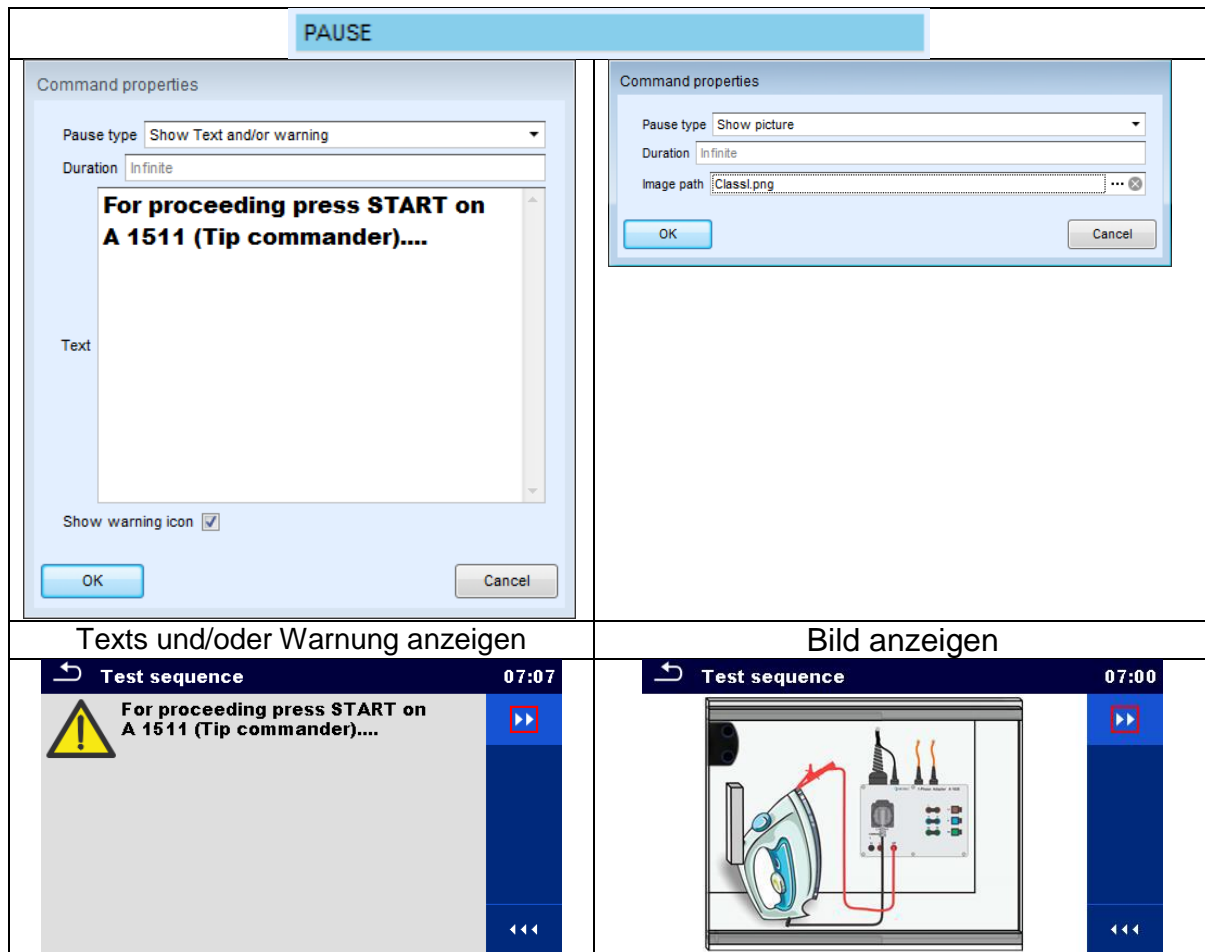 PAUSE
Command properties
Pause type Show Text and/or warning
Duration Infinite
For proceeding press START on
A 1511 (Tip commander)....
Text
Show warning icon
OK Cancel
Command properties
Pause type Show picture
Duration Infinite
Image path ClassI.png
OK Cancel
Texts und/oder Warnung anzeigen
Bild anzeigen
Test sequence 07:07
For proceeding press START on
A 1511 (Tip commander)....
Test sequence 07:00